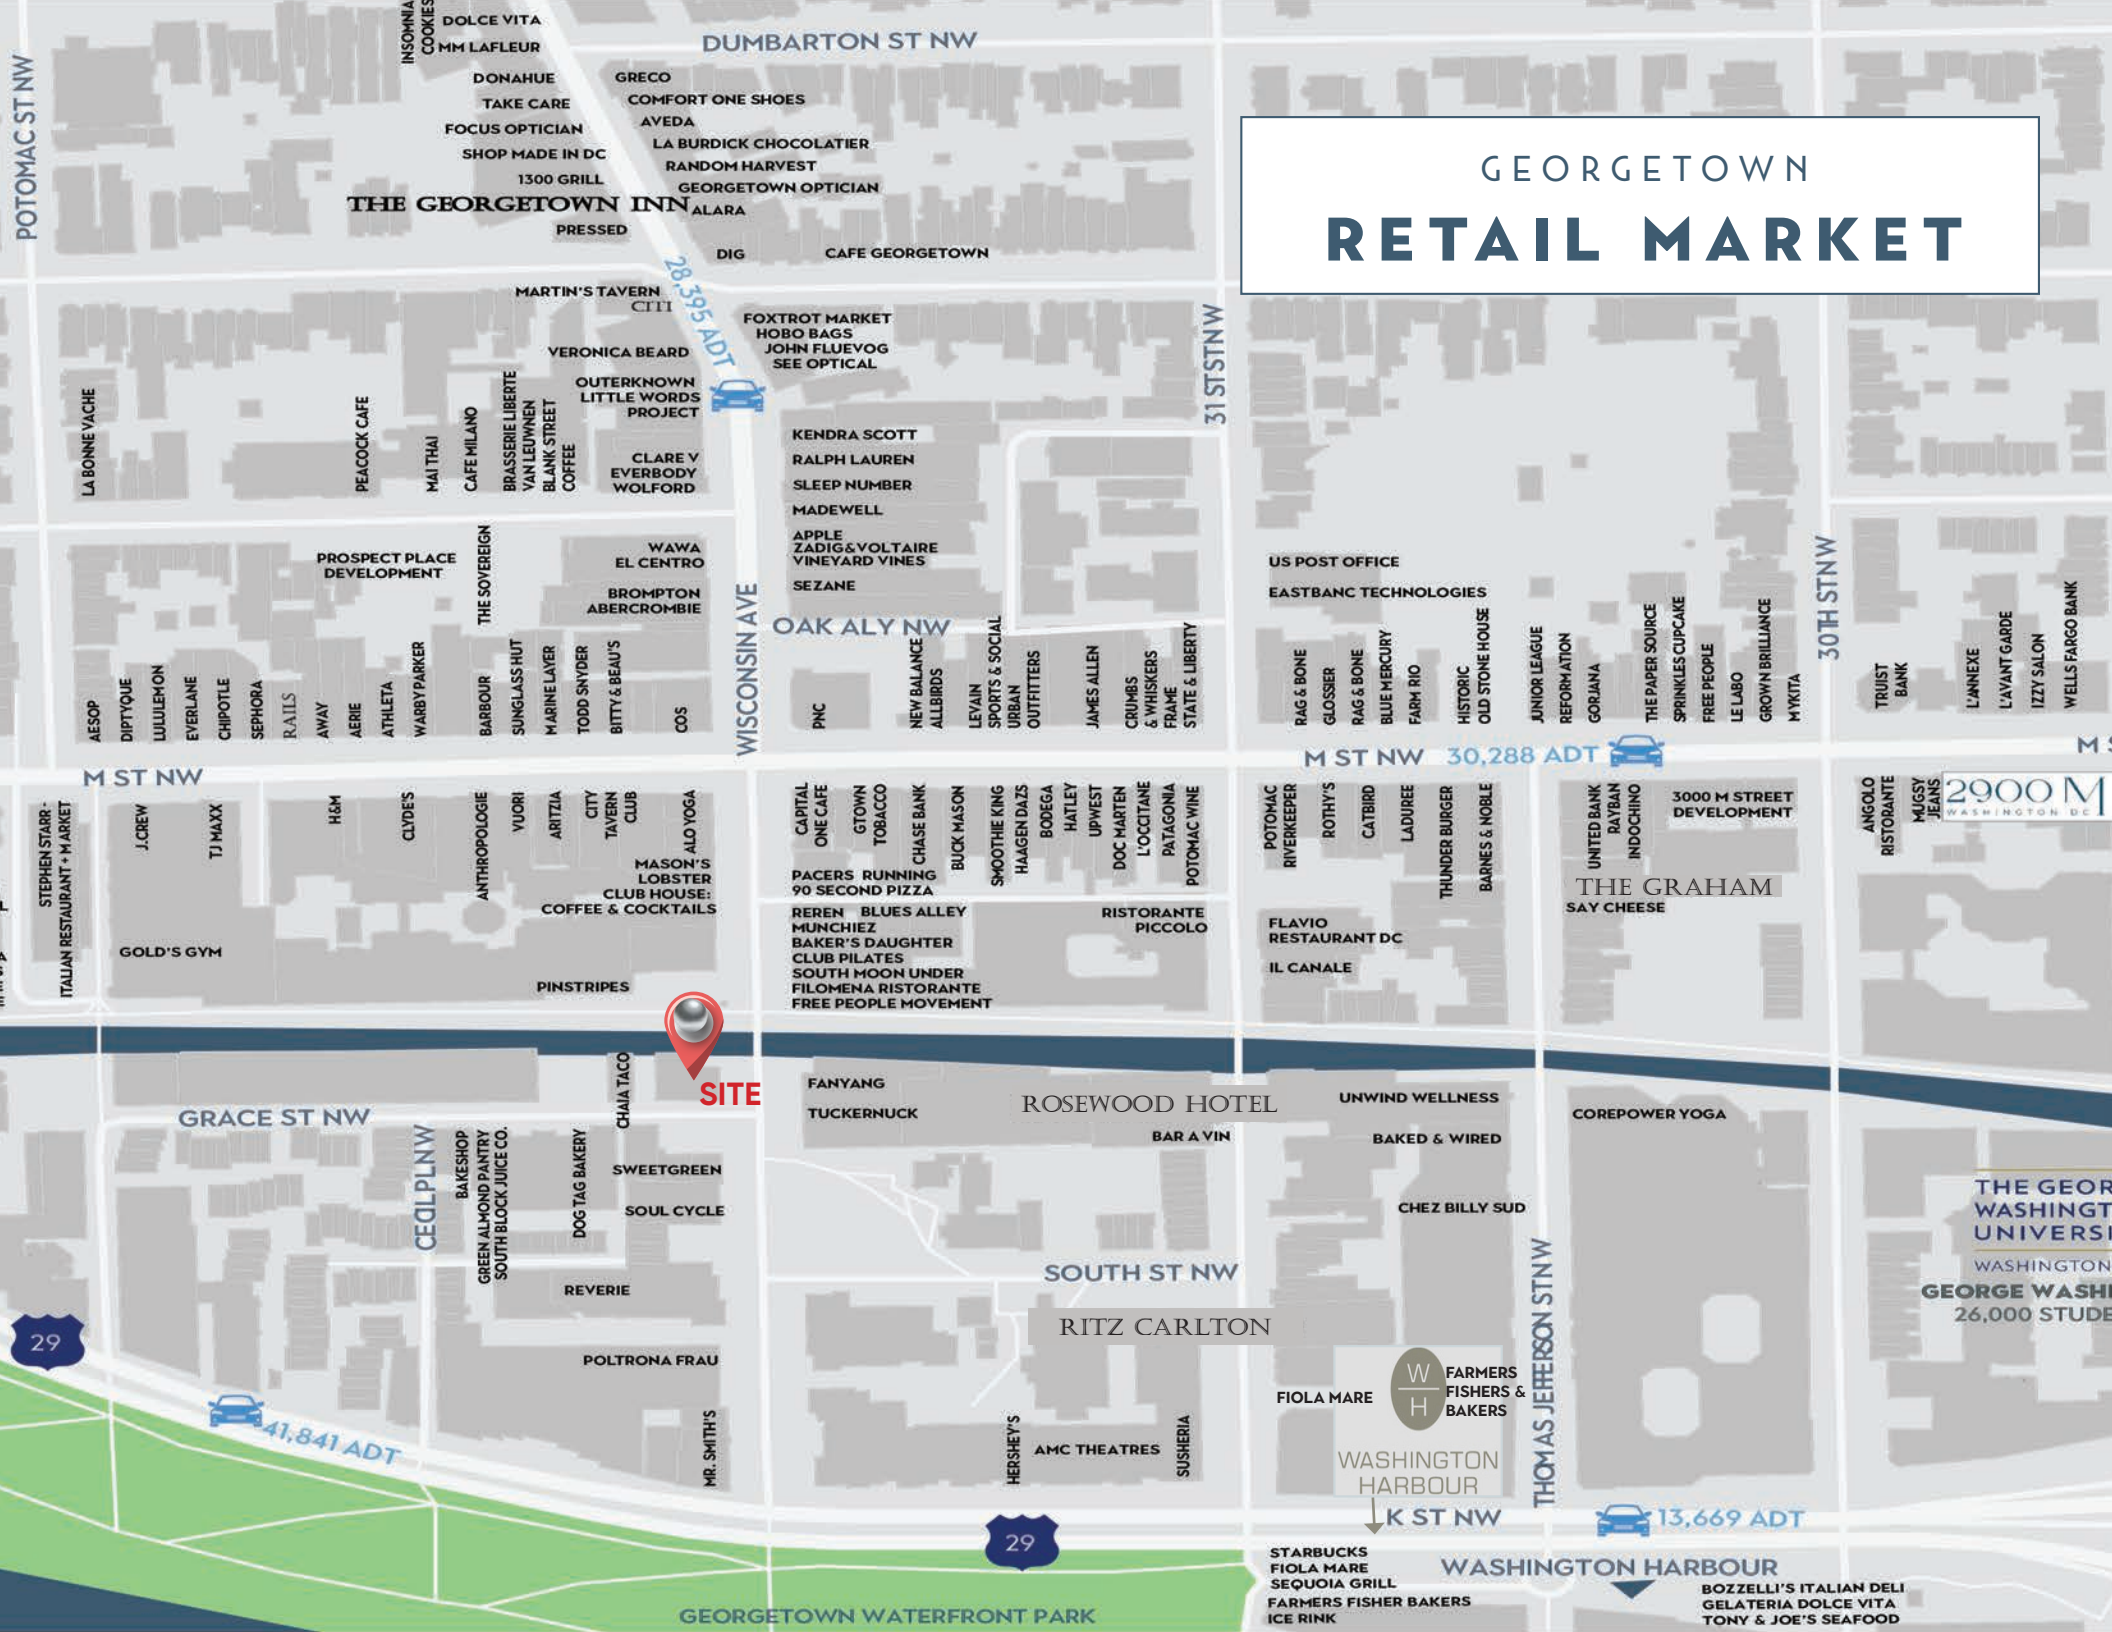 GEORGETOWN
RETAIL MARKET
POTOMAC ST NW
INSOMNIA
COOKIES
DOLCE VITA
MM LAFLEUR
DONAHUE
TAKE CARE
FOCUS OPTICIAN
SHOP MADE IN DC
1300 GRILL
THE GEORGETOWN INN
PRESSED
DUMBARTON ST NW
GRECO
COMFORT ONE SHOES
AVEDA
LA BURDICK CHOCOLATIER
RANDOM HARVEST
GEORGETOWN OPTICIAN
ALARA
DIG
CAFE GEORGETOWN
28,395 ADT
MARTIN'S TAVERN
CITI
VERONICA BEARD
OUTERKNOWN
LITTLE WORDS
PROJECT
CLARE V
EVERBODY
WOLFORD
FOXTROT MARKET
HOBO BAGS
JOHN FLUEVOG
SEE OPTICAL
31 ST ST NW
LA BONNE VACHE
PEACOCK CAFE
MAI THAI
CAFE MILANO
BRASSERIE LIBERTE
VAN LEUWNEN
BLANK STREET
COFFEE
KENDRA SCOTT
RALPH LAUREN
SLEEP NUMBER
MADEWELL
APPLE
ZADIG&VOLTAIRE
VINEYARD VINES
SEZANE
PROSPECT PLACE
DEVELOPMENT
THE SOVEREIGN
WAWA
EL CENTRO
BROMPTON
ABERCROMBIE
WISCONSIN AVE
OAK ALY NW
US POST OFFICE
EASTBANC TECHNOLOGIES
30TH ST NW
AESOP
DIPTYQUE
LULULEMON
EVERLANE
CHIPOTLE
SEPHORA
RAILS
AWAY
AERIE
ATHLETA
WARBY PARKER
BARBOUR
SUNGLASS HUT
MARINE LAYER
TODD SNYDER
BITTY & BEAU'S
COS
PNC
NEW BALANCE
ALLBIRDS
LEVAIN
SPORTS & SOCIAL
URBAN
OUTFITTERS
JAMES ALLEN
CRUMBS
& WHISKERS
FRAME
STATE & LIBERTY
RAG & BONE
GLOSSIER
RAG & BONE
BLUE MERCURY
FARM RIO
HISTORIC
OLD STONE HOUSE
JUNIOR LEAGUE
REFORMATION
GORJANA
THE PAPER SOURCE
SPRINKLES CUPCAKE
FREE PEOPLE
LE LABO
GROWN BRILLIANCE
MYKITA
TRUIST
BANK
L'ANNEXE
L'AVANT GARDE
IZZY SALON
WELLS FARGO BANK
M ST NW
M ST NW
30,288 ADT
M S
STEPHEN STARR -
ITALIAN RESTAURANT + MARKET
J.CREW
TJ MAXX
H&M
CLYDE'S
ANTHROPOLOGIE
VUORI
ARITZIA
CITY
TAVERN
CLUB
ALO YOGA
MASON'S
LOBSTER
CLUB HOUSE:
COFFEE & COCKTAILS
GOLD'S GYM
PINSTRIPES
CAPITAL
ONE CAFE
GTOWN
TOBACCO
CHASE BANK
BUCK MASON
SMOOTHIE KING
HAAGEN DAZS
BODEGA
HATLEY
UPWEST
DOC MARTEN
L'OCCITANE
PATAGONIA
POTOMAC WINE
PACERS RUNNING
90 SECOND PIZZA
REREN BLUES ALLEY
MUNCHIEZ
BAKER'S DAUGHTER
CLUB PILATES
SOUTH MOON UNDER
FILOMENA RISTORANTE
FREE PEOPLE MOVEMENT
RISTORANTE
PICCOLO
POTOMAC
RIVERKEEPER
ROTHY'S
CATBIRD
LADUREE
THUNDER BURGER
BARNES & NOBLE
FLAVIO
RESTAURANT DC
IL CANALE
UNITED BANK
RAYBAN
INDOCHINO
3000 M STREET
DEVELOPMENT
THE GRAHAM
SAY CHEESE
ANGOLO
RISTORANTE
MUGSY
JEANS
2900 M
WASHINGTON DC
SITE
GRACE ST NW
CHAIA TACO
CECIL PL NW
BAKESHOP
GREEN ALMOND PANTRY
SOUTH BLOCK JUICE CO.
DOG TAG BAKERY
SWEETGREEN
SOUL CYCLE
REVERIE
POLTRONA FRAU
MR. SMITH'S
FANYANG
TUCKERNUCK
ROSEWOOD HOTEL
BAR A VIN
UNWIND WELLNESS
BAKED & WIRED
CHEZ BILLY SUD
COREPOWER YOGA
SOUTH ST NW
RITZ CARLTON
HERSHEY'S
AMC THEATRES
SUSHERIA
THOMAS JEFFERSON ST NW
FIOLA MARE
W
H
FARMERS
FISHERS &
BAKERS
WASHINGTON
HARBOUR
THE GEOR
WASHINGT
UNIVERSI
WASHINGTON
GEORGE WASHI
26,000 STUDE
29
41,841 ADT
29
K ST NW
13,669 ADT
STARBUCKS
FIOLA MARE
SEQUOIA GRILL
FARMERS FISHER BAKERS
ICE RINK
WASHINGTON HARBOUR
BOZZELLI'S ITALIAN DELI
GELATERIA DOLCE VITA
TONY & JOE'S SEAFOOD
GEORGETOWN WATERFRONT PARK